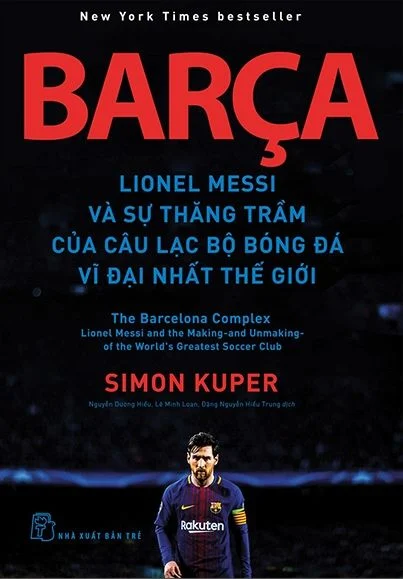 New York Times bestseller
BARÇA
LIONEL MESSI
VÀ SỰ THĂNG TRẦM
CỦA CÂU LẠC BỘ BÓNG ĐÁ
VĨ ĐẠI NHẤT THẾ GIỚI
The Barcelona Complex
Lionel Messi and the Making-and Unmaking-
of the World's Greatest Soccer Club
SIMON KUPER
Nguyễn Dương Hiếu, Lê Minh Loan, Đặng Nguyễn Hiếu Trung dịch
Rakuten
NHÀ XUẤT BẢN TRẺ